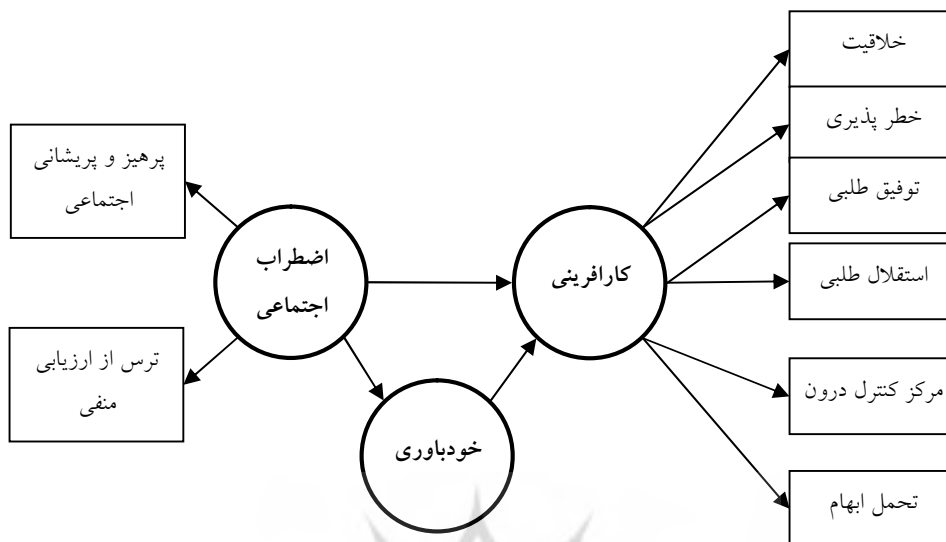 خلاقیت
خطر پذیری
توفیق طلبی
استقلال طلبی
مرکز کنترل درون
تحمل ابهام
کارافرینی
اضطراب
اجتماعی
خودباوری
پرهیز و پریشانی
اجتماعی
ترس از ارزیابی
منفی